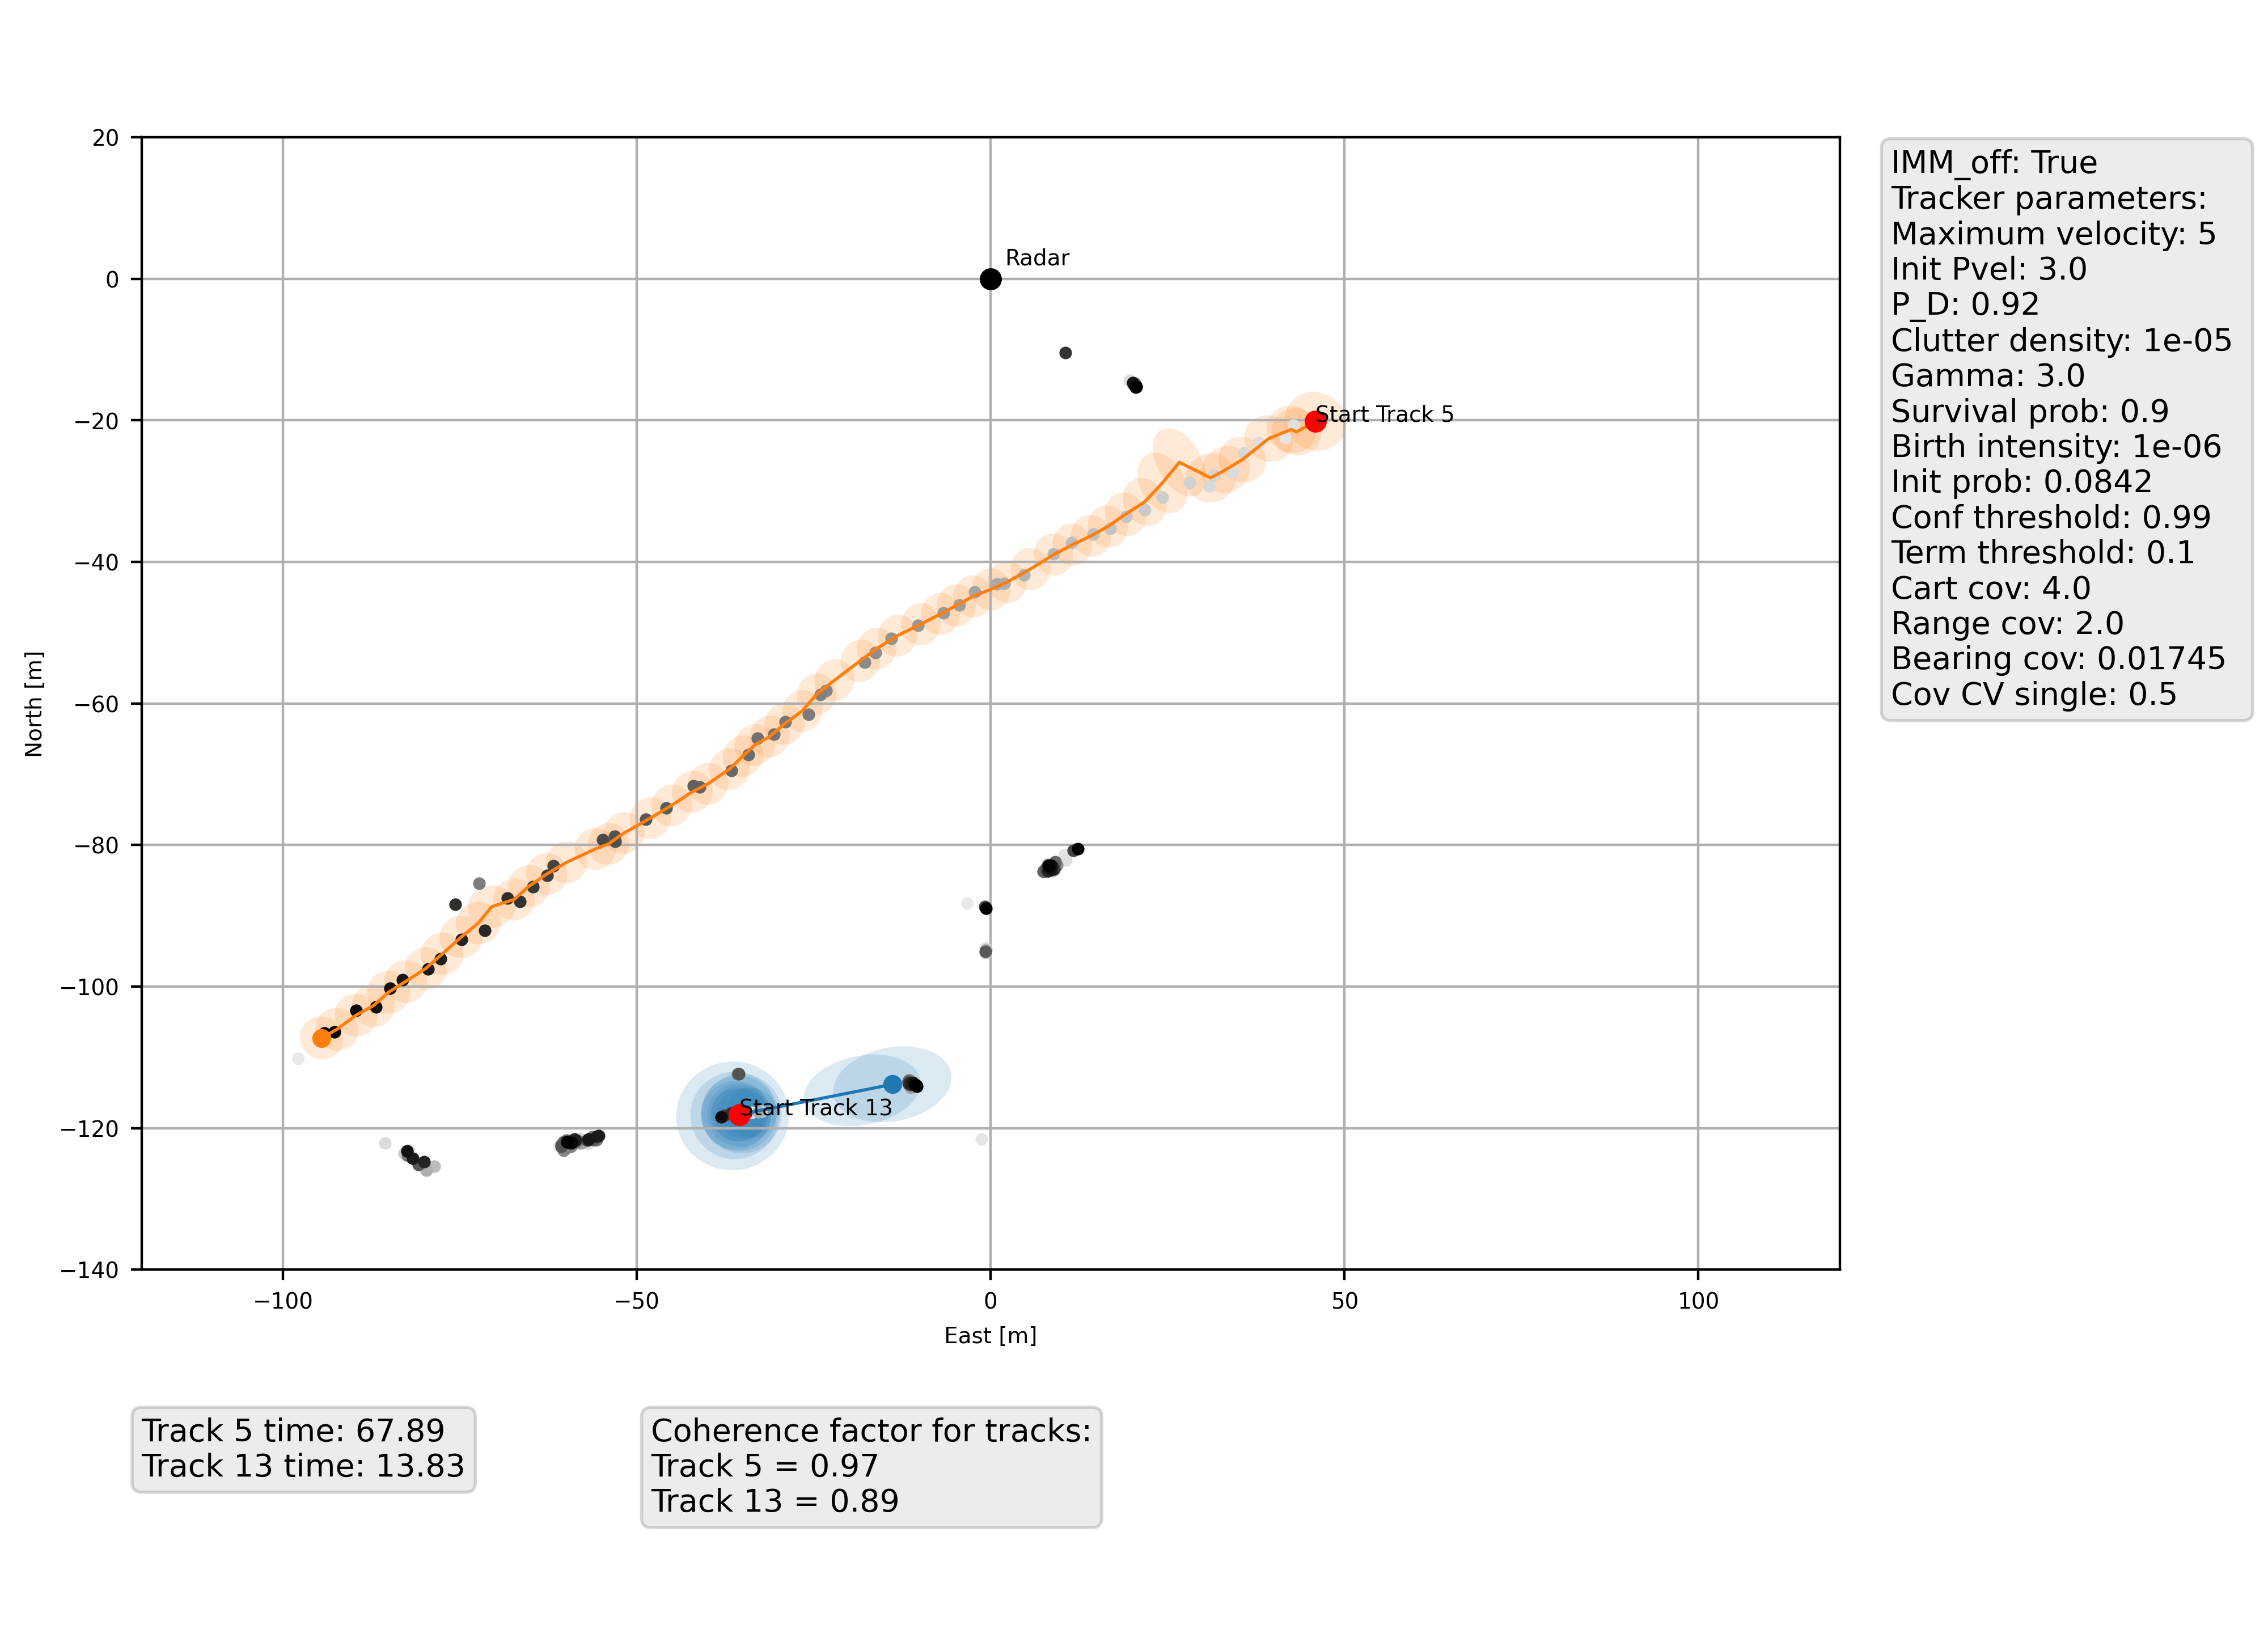 20
0
−20
−40
−60
−80
−100
−120
−140
North [m]
−100
−50
0
50
100
East [m]
Radar
Start Track 5
Start Track 13
IMM_off: True
Tracker parameters:
Maximum velocity: 5
Init Pvel: 3.0
P_D: 0.92
Clutter density: 1e-05
Gamma: 3.0
Survival prob: 0.9
Birth intensity: 1e-06
Init prob: 0.0842
Conf threshold: 0.99
Term threshold: 0.1
Cart cov: 4.0
Range cov: 2.0
Bearing cov: 0.01745
Cov CV single: 0.5
Track 5 time: 67.89
Track 13 time: 13.83
Coherence factor for tracks:
Track 5 = 0.97
Track 13 = 0.89